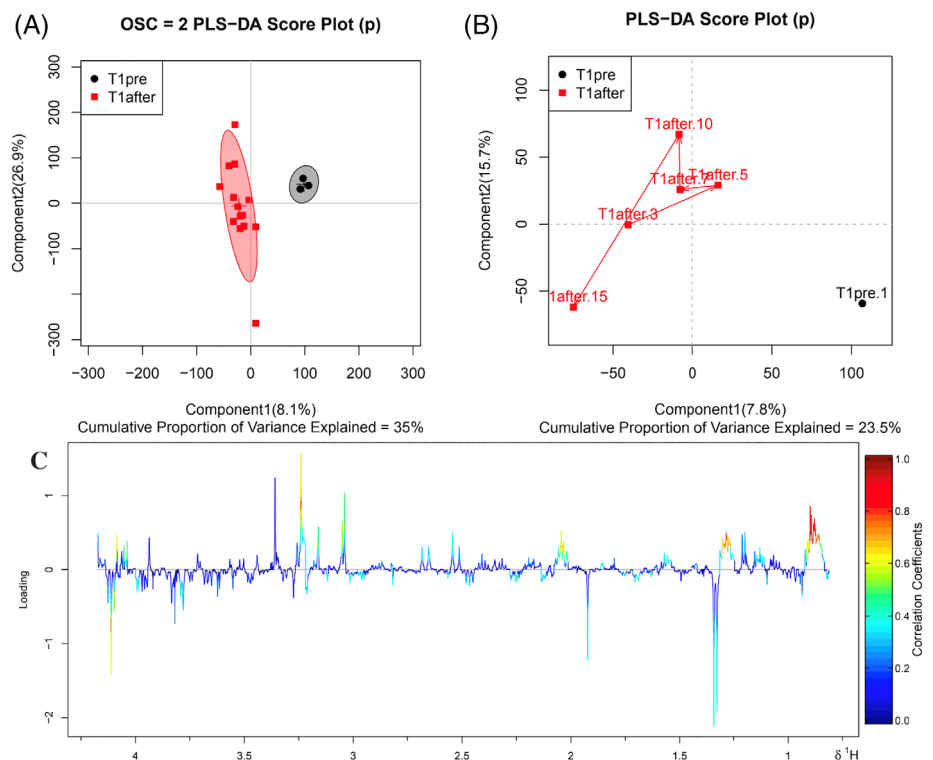 (A)
OSC = 2 PLS−DA Score Plot (p)
T1pre
T1after
Component2(26.9%)
300
200
100
0
−100
−300
−300
−200
−100
0
100
200
300
Component1(8.1%)
Cumulative Proportion of Variance Explained = 35%
(B)
PLS−DA Score Plot (p)
T1pre
T1after
T1after.10
T1after.7
T1after.5
T1after.3
1after.15
T1pre.1
Component2(15.7%)
100
50
0
−50
−50
0
50
100
Component1(7.8%)
Cumulative Proportion of Variance Explained = 23.5%
C
Loading
1
0
−1
−2
4
3.5
3
2.5
2
1.5
1
δ ¹H
1.0
0.8
0.6
0.4
0.2
0.0
Correlation Coefficients